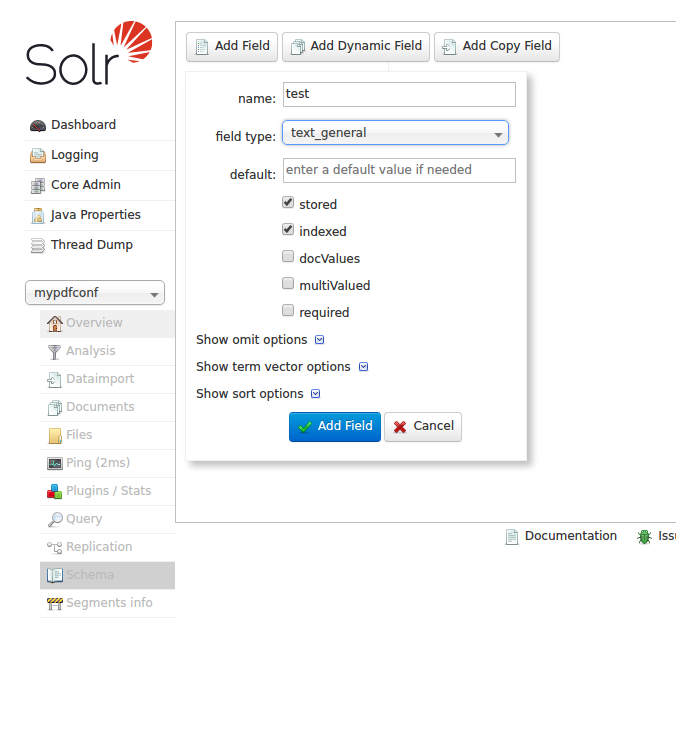 Solr
Dashboard
Logging
Core Admin
Java Properties
Thread Dump
mypdfconf
Overview
Analysis
Dataimport
Documents
Files
Ping (2ms)
Plugins / Stats
Query
Replication
Schema
Segments info
Add Field Add Dynamic Field Add Copy Field
name: test
field type: text_general
default: enter a default value if needed
stored
indexed
docValues
multiValued
required
Show omit options
Show term vector options
Show sort options
Add Field Cancel
Documentation